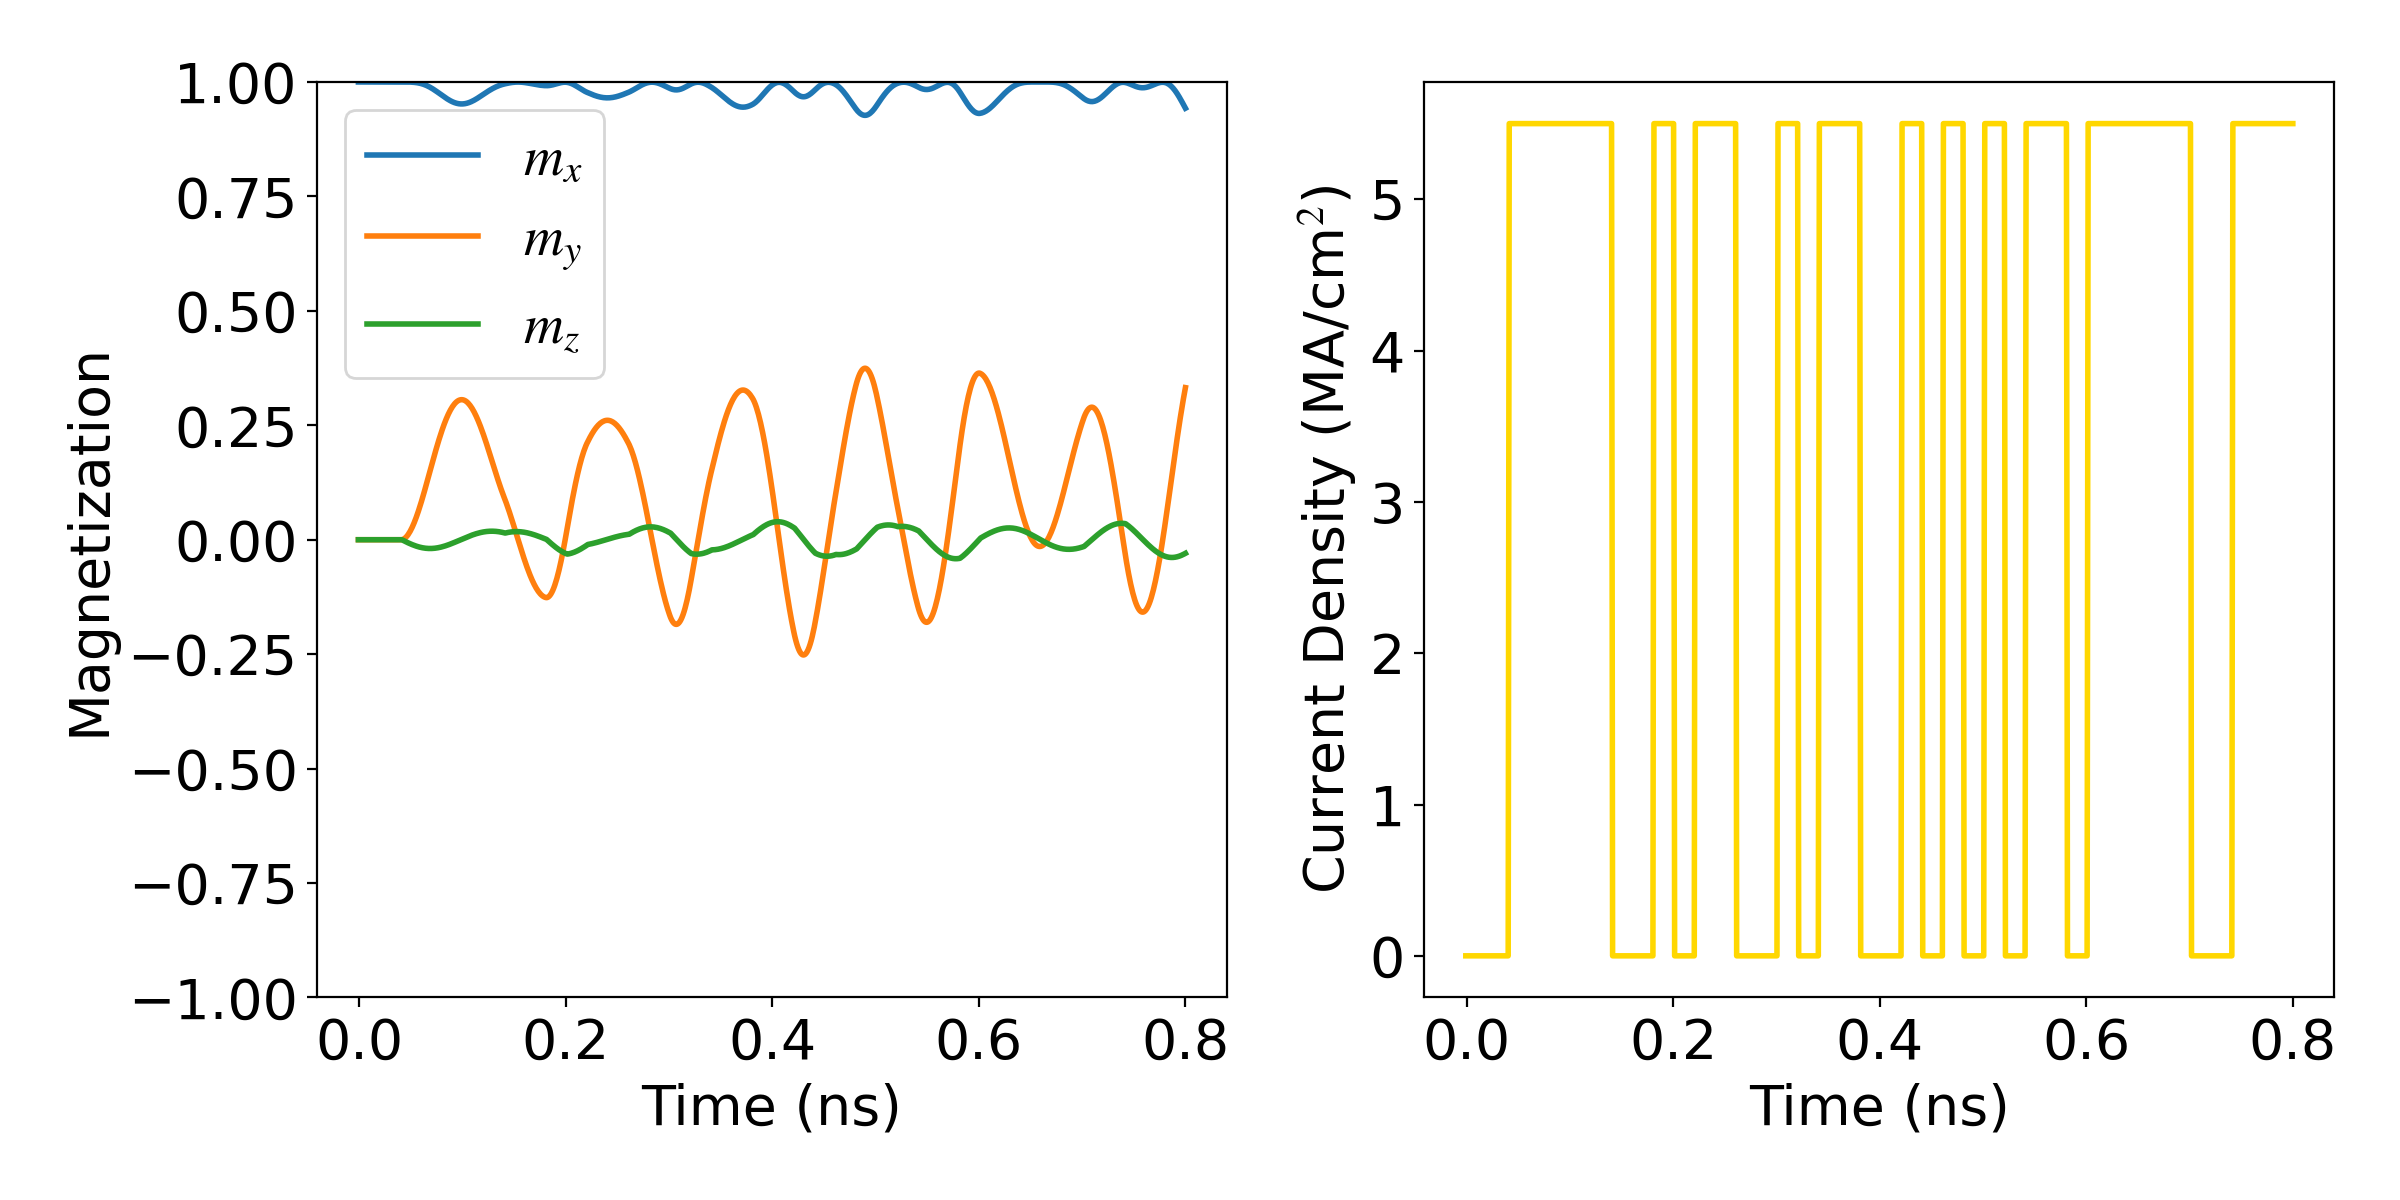 1.00
0.75
0.50
0.25
0.00
−0.25
−0.50
−0.75
−1.00
Magnetization
m_x
m_y
m_z
0.0 0.2 0.4 0.6 0.8
Time (ns)
5
4
3
2
1
0
Current Density (MA/cm²)
0.0 0.2 0.4 0.6 0.8
Time (ns)